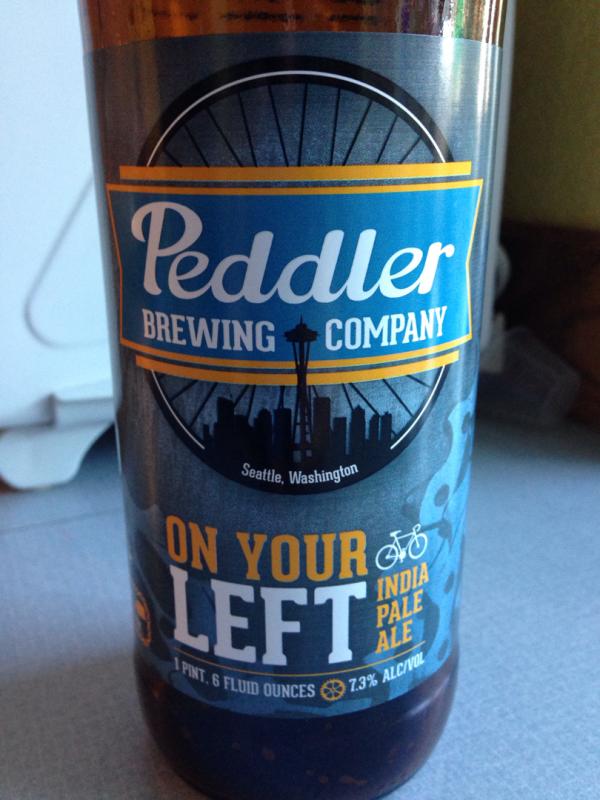 Peddler
BREWING COMPANY
Seattle, Washington
ON YOUR
LEFT
INDIA
PALE
ALE
1 PINT, 6 FLUID OUNCES 7.3% ALC/VOL